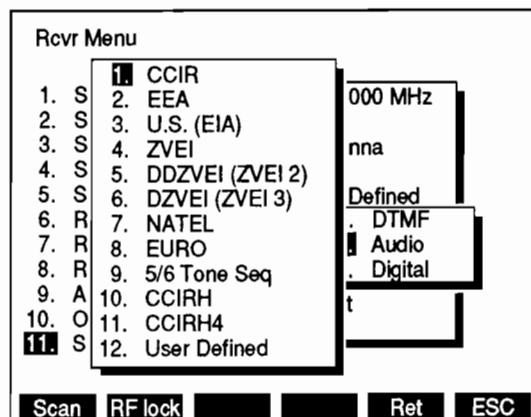 Rcvr Menu
1. CCIR
2. EEA
3. U.S. (EIA)
4. ZVEI
5. DDZVEI (ZVEI 2)
6. DZVEI (ZVEI 3)
7. NATEL
8. EURO
9. 5/6 Tone Seq
10. CCIRH
11. CCIRH4
12. User Defined
1. S
2. S
3. S
4. S
5. S
6. R
7. R
8. R
9. A
10. O
11. S
000 MHz
nna
Defined
. DTMF
. Audio
. Digital
t
Scan RF lock Ret ESC